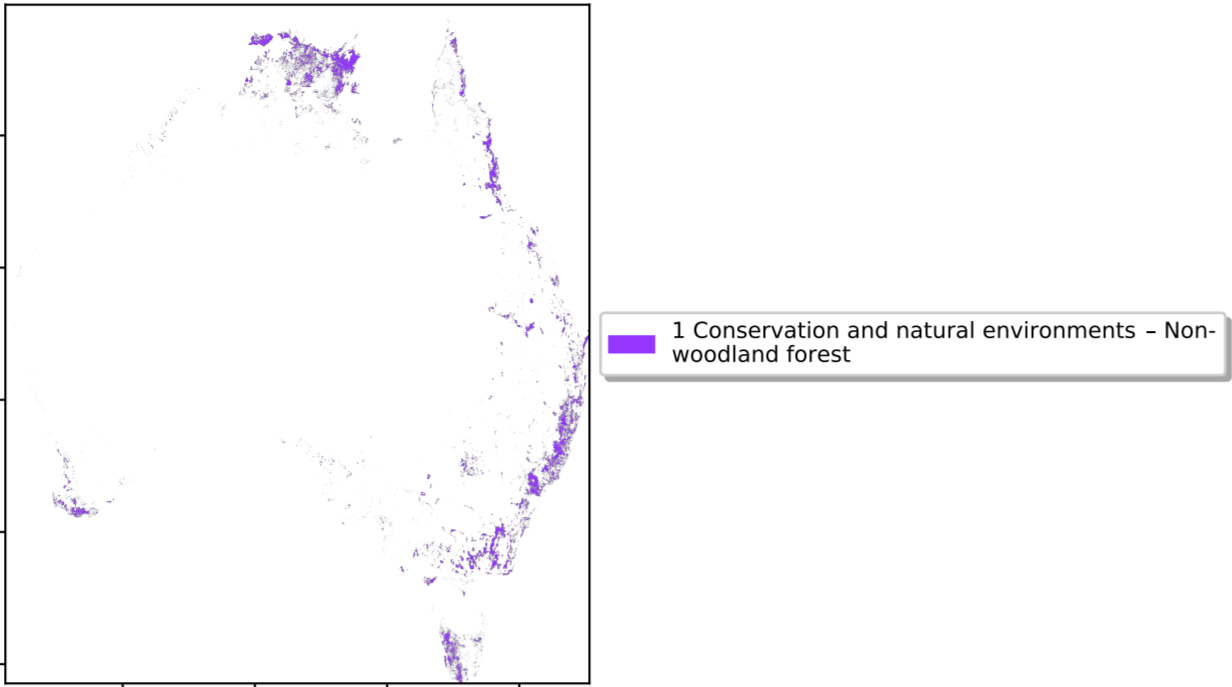 1 Conservation and natural environments – Non-
woodland forest